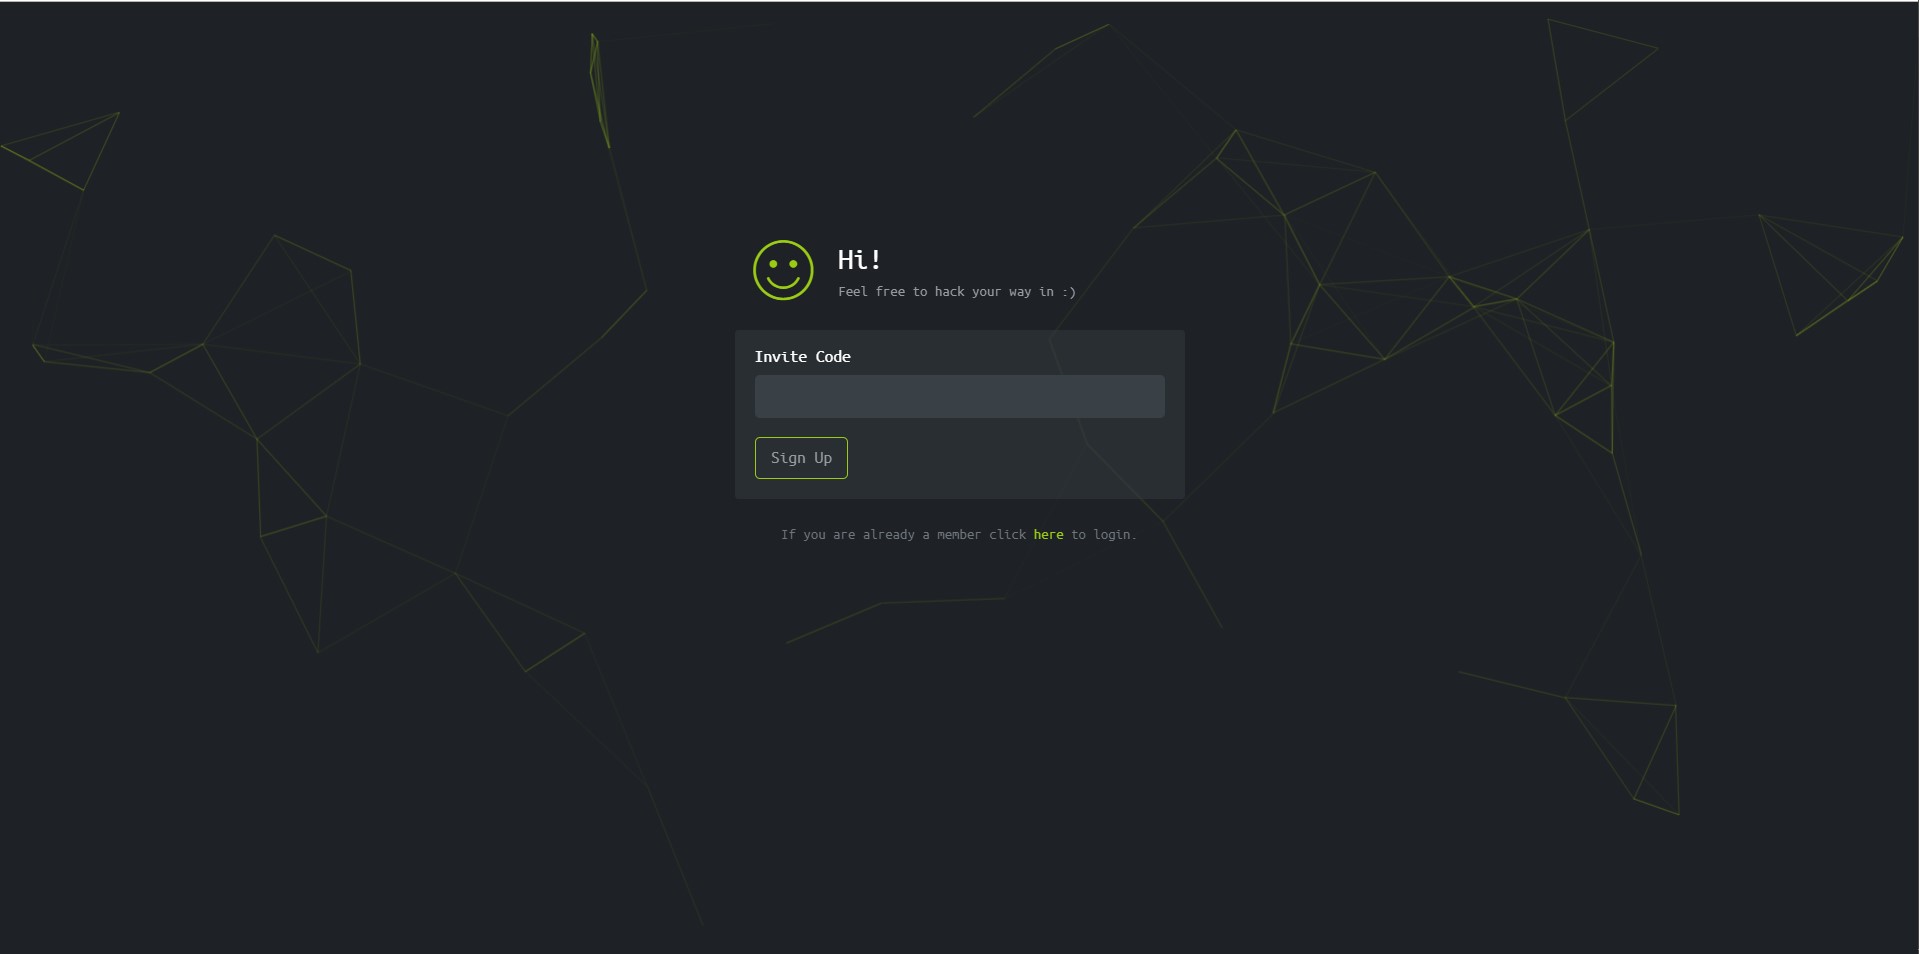 Hi!
Feel free to hack your way in :)
Invite Code
Sign Up
If you are already a member click here to login.